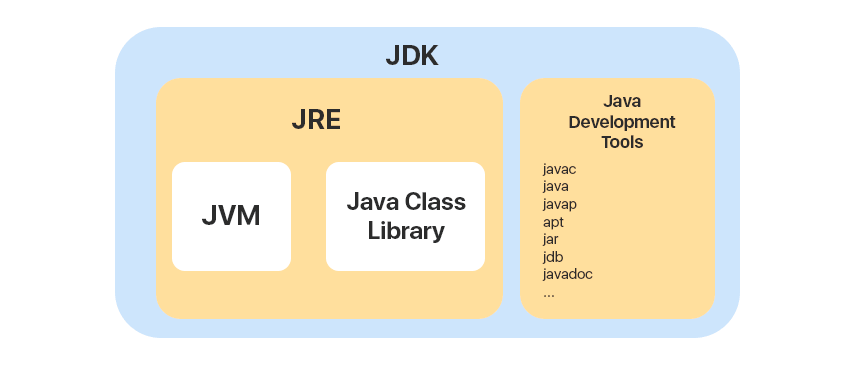 JDK
JRE
JVM
Java Class
Library
Java
Development
Tools
javac
java
javap
apt
jar
jdb
javadoc
...